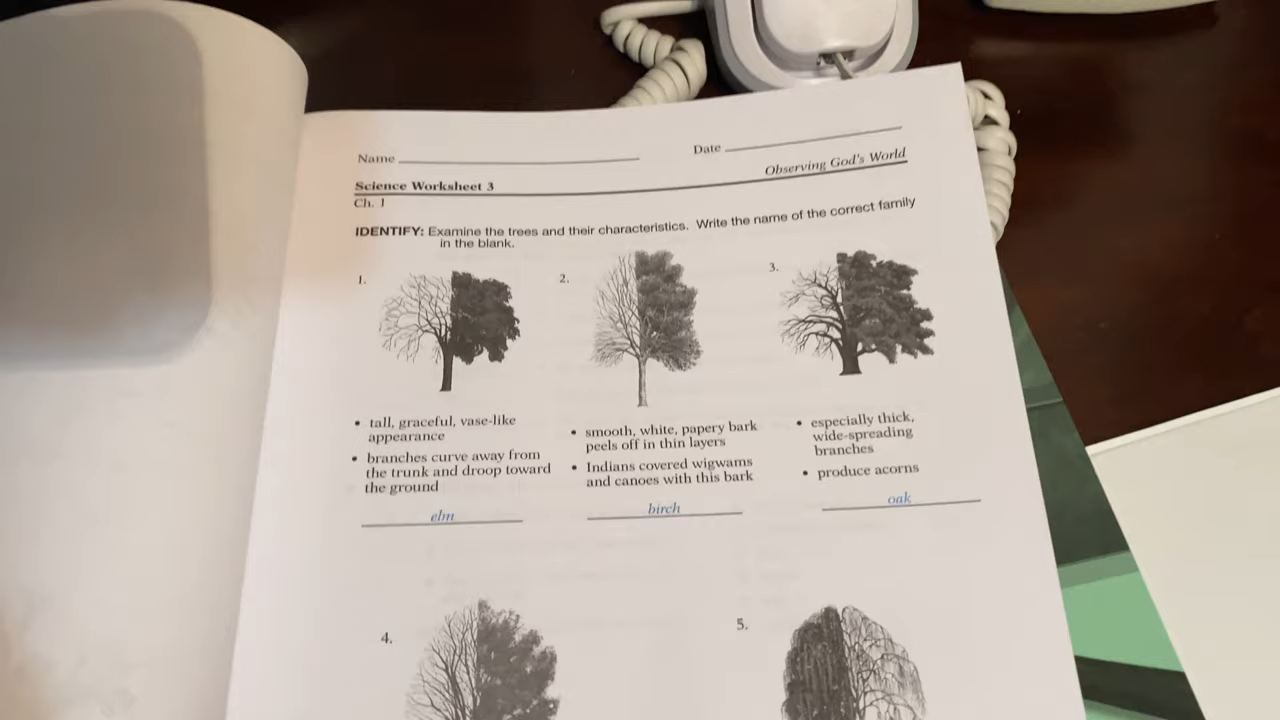 Name
Date
Observing God's World
Science Worksheet 3
Ch. 1
IDENTIFY: Examine the trees and their characteristics. Write the name of the correct family
in the blank.
1.
2.
3.
• tall, graceful, vase-like
appearance
• branches curve away from
the trunk and droop toward
the ground
elm
• smooth, white, papery bark
peels off in thin layers
• Indians covered wigwams
and canoes with this bark
birch
• especially thick,
wide-spreading
branches
• produce acorns
oak
4.
5.